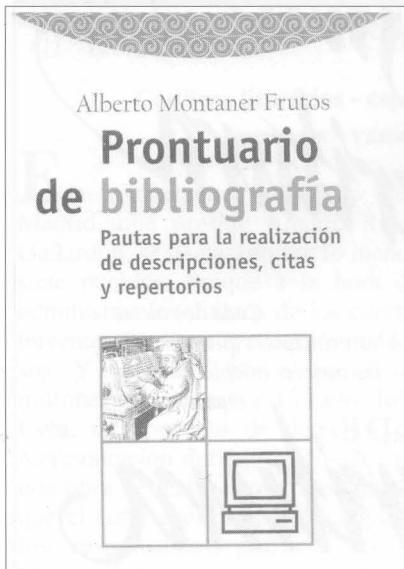 Alberto Montaner Frutos
Prontuario
de bibliografía
Pautas para la realización
de descripciones, citas
y repertorios